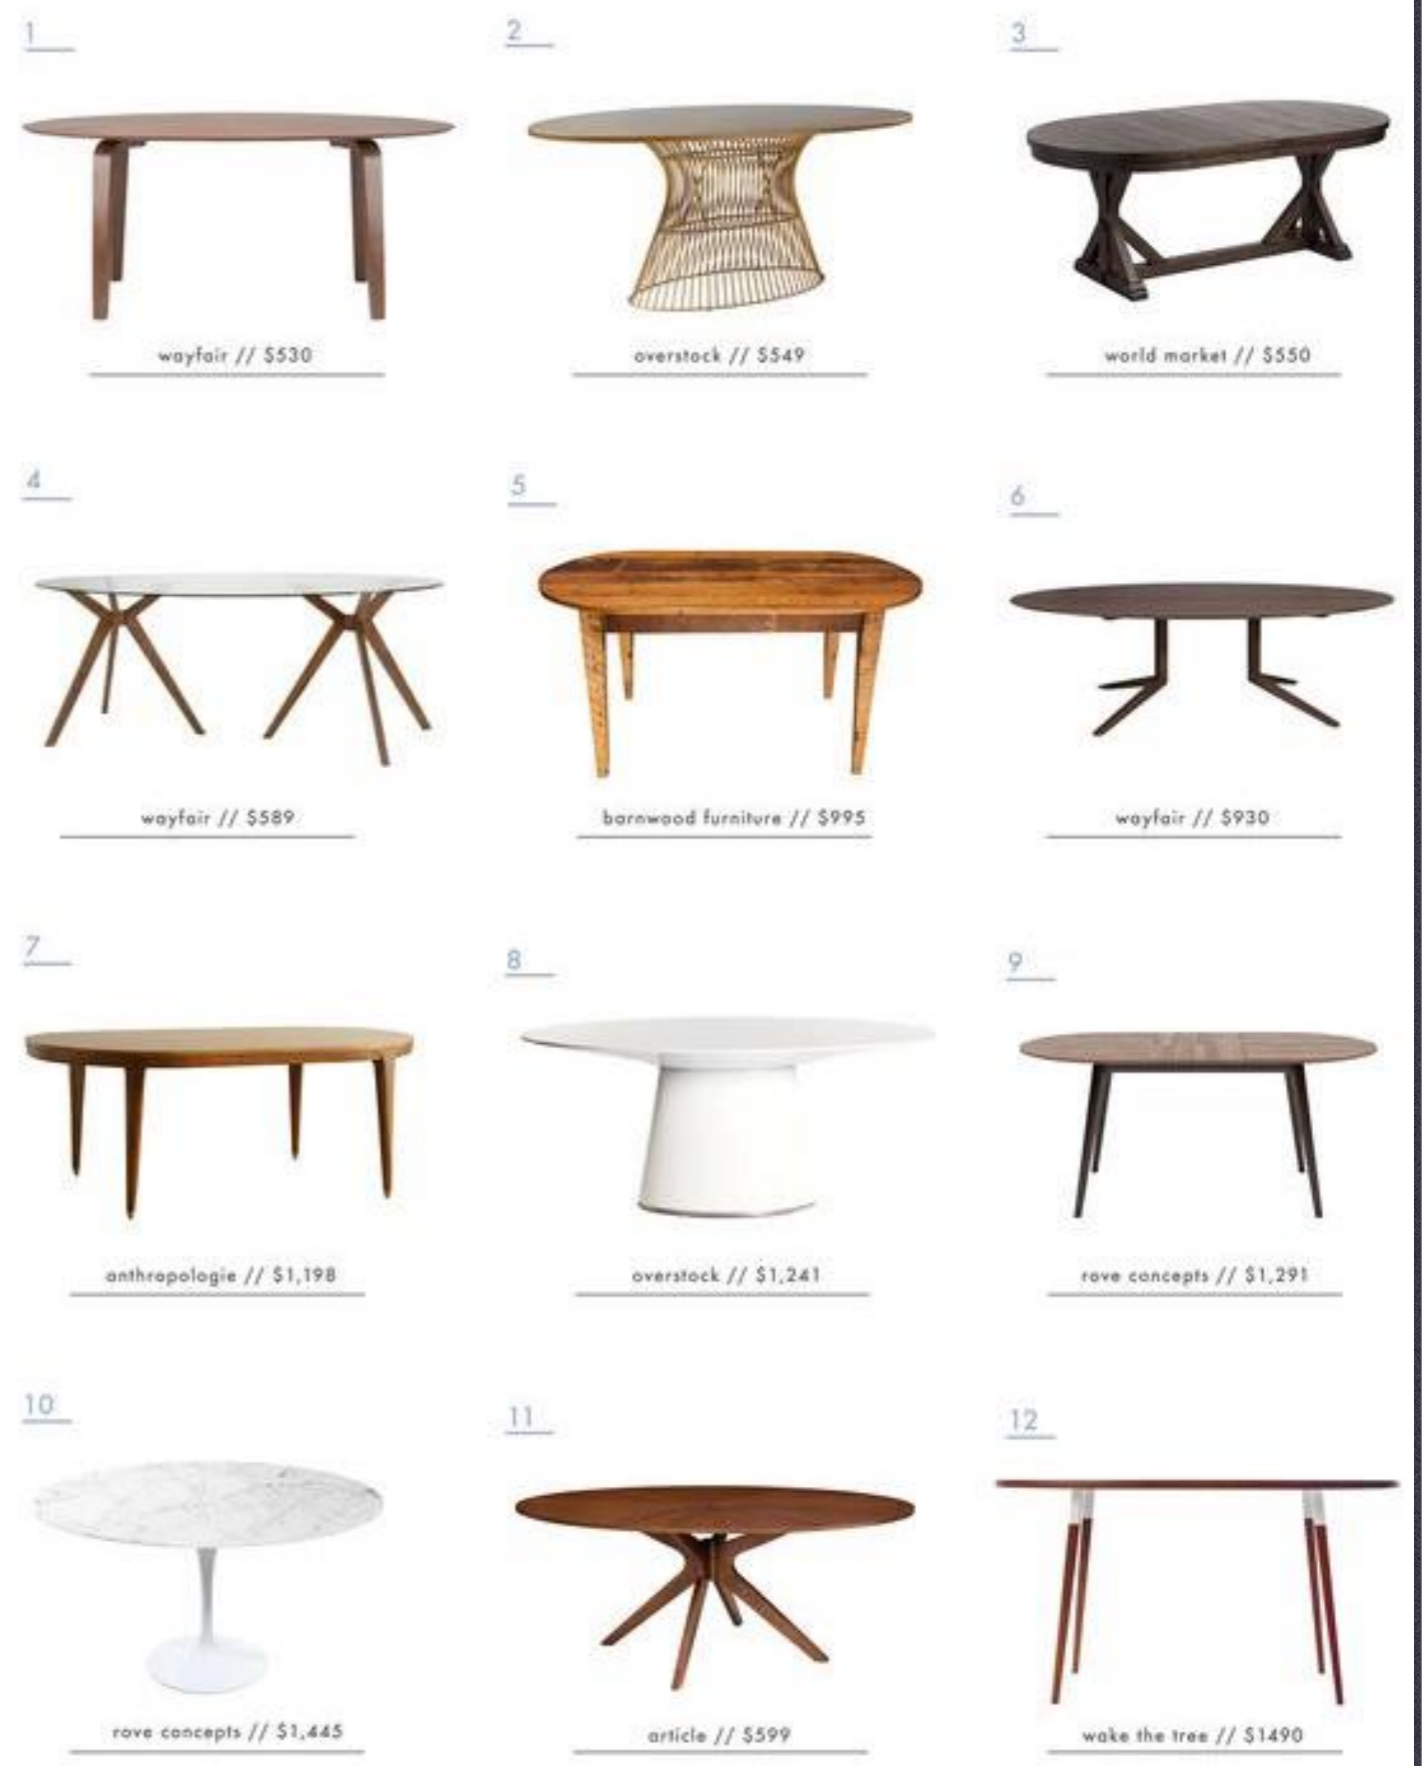 1
2
3
wayfair // $530
overstock // $549
world market // $550
4
5
6
wayfair // $589
barnwood furniture // $995
wayfair // $930
7
8
9
anthropologie // $1,198
overstock // $1,241
rove concepts // $1,291
10
11
12
rove concepts // $1,445
article // $599
wake the tree // $1490